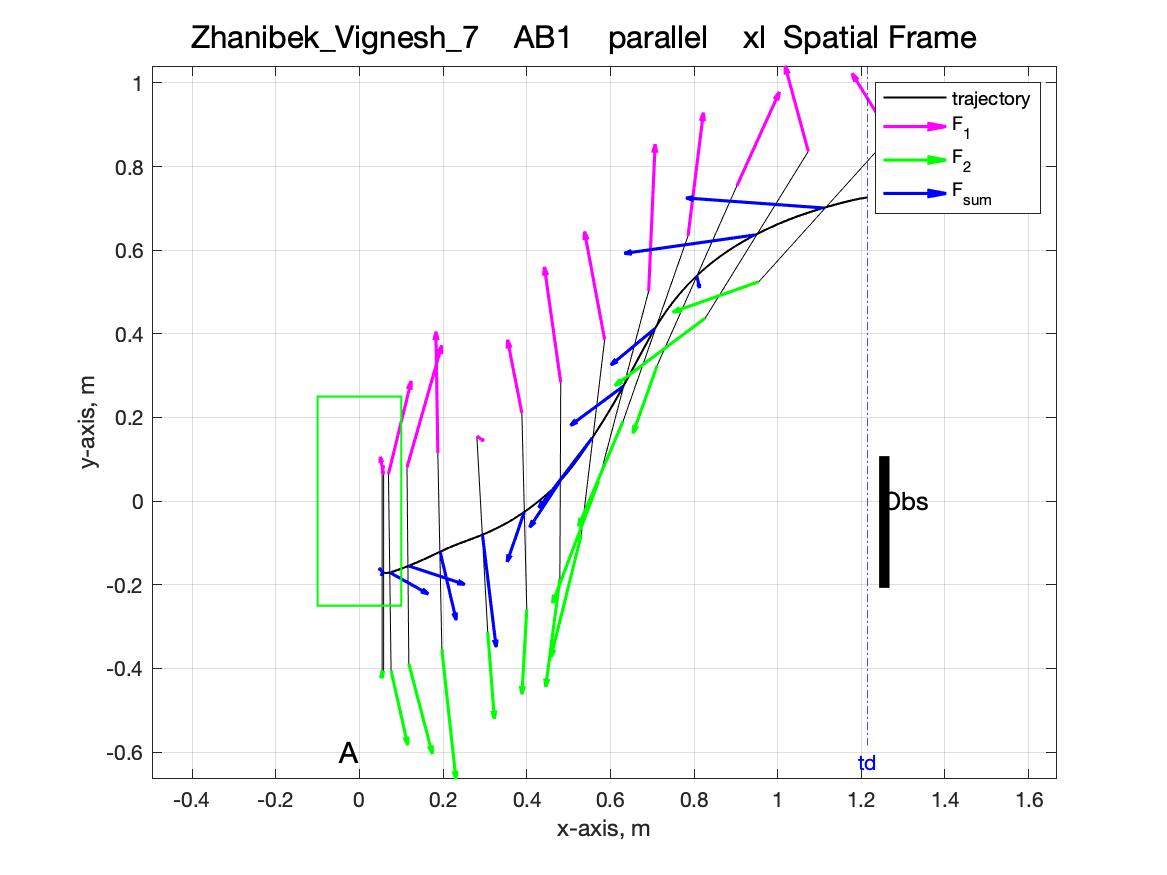 Zhanibek_Vignesh_7 AB1 parallel xl Spatial Frame
trajectory
F1
F2
Fsum
y-axis, m
1
0.8
0.6
0.4
0.2
0
-0.2
-0.4
-0.6
Obs
A
td
-0.4 -0.2 0 0.2 0.4 0.6 0.8 1 1.2 1.4 1.6
x-axis, m